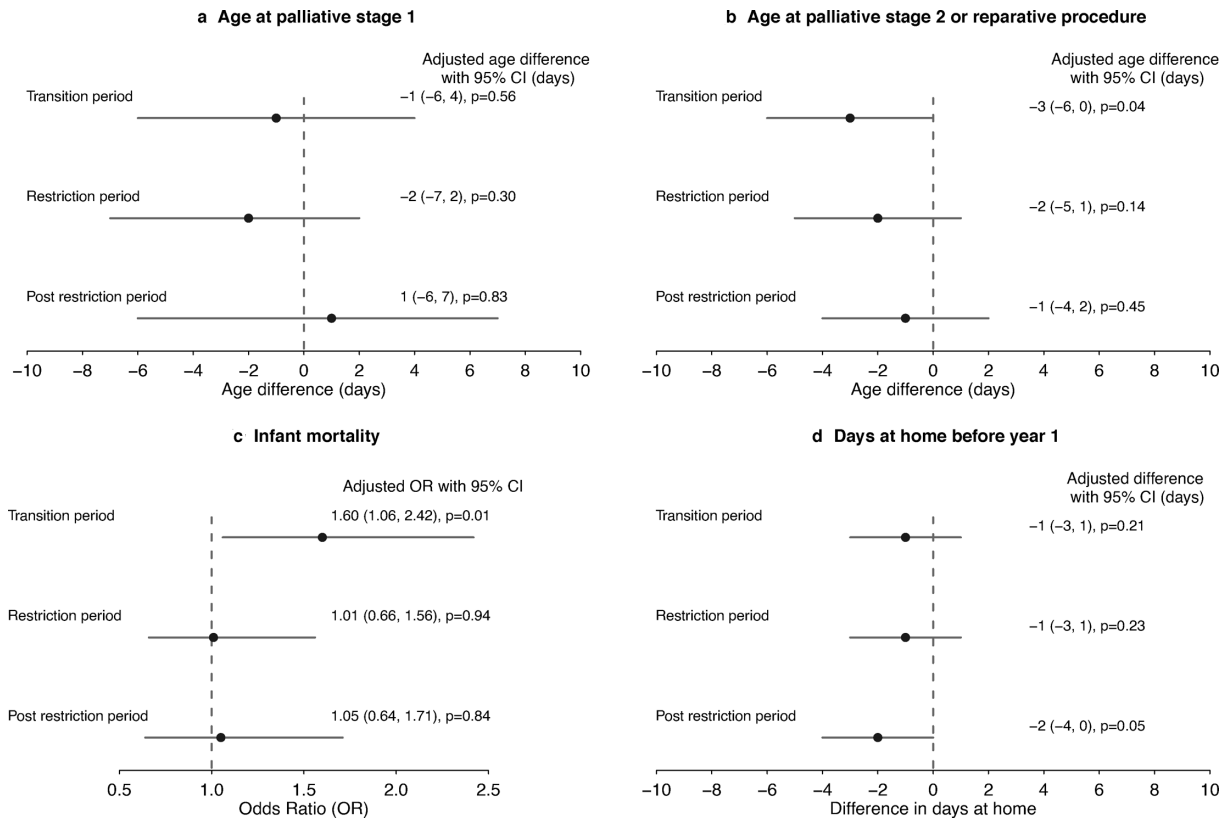 a Age at palliative stage 1
Adjusted age difference
with 95% CI (days)
Transition period
−1 (−6, 4), p=0.56
Restriction period
−2 (−7, 2), p=0.30
Post restriction period
1 (−6, 7), p=0.83
−10 −8 −6 −4 −2 0 2 4 6 8 10
Age difference (days)
b Age at palliative stage 2 or reparative procedure
Adjusted age difference
with 95% CI (days)
Transition period
−3 (−6, 0), p=0.04
Restriction period
−2 (−5, 1), p=0.14
Post restriction period
−1 (−4, 2), p=0.45
−10 −8 −6 −4 −2 0 2 4 6 8 10
Age difference (days)
c Infant mortality
Adjusted OR with 95% CI
Transition period
1.60 (1.06, 2.42), p=0.01
Restriction period
1.01 (0.66, 1.56), p=0.94
Post restriction period
1.05 (0.64, 1.71), p=0.84
0.5 1.0 1.5 2.0 2.5
Odds Ratio (OR)
d Days at home before year 1
Adjusted difference
with 95% CI (days)
Transition period
−1 (−3, 1), p=0.21
Restriction period
−1 (−3, 1), p=0.23
Post restriction period
−2 (−4, 0), p=0.05
−10 −8 −6 −4 −2 0 2 4 6 8 10
Difference in days at home